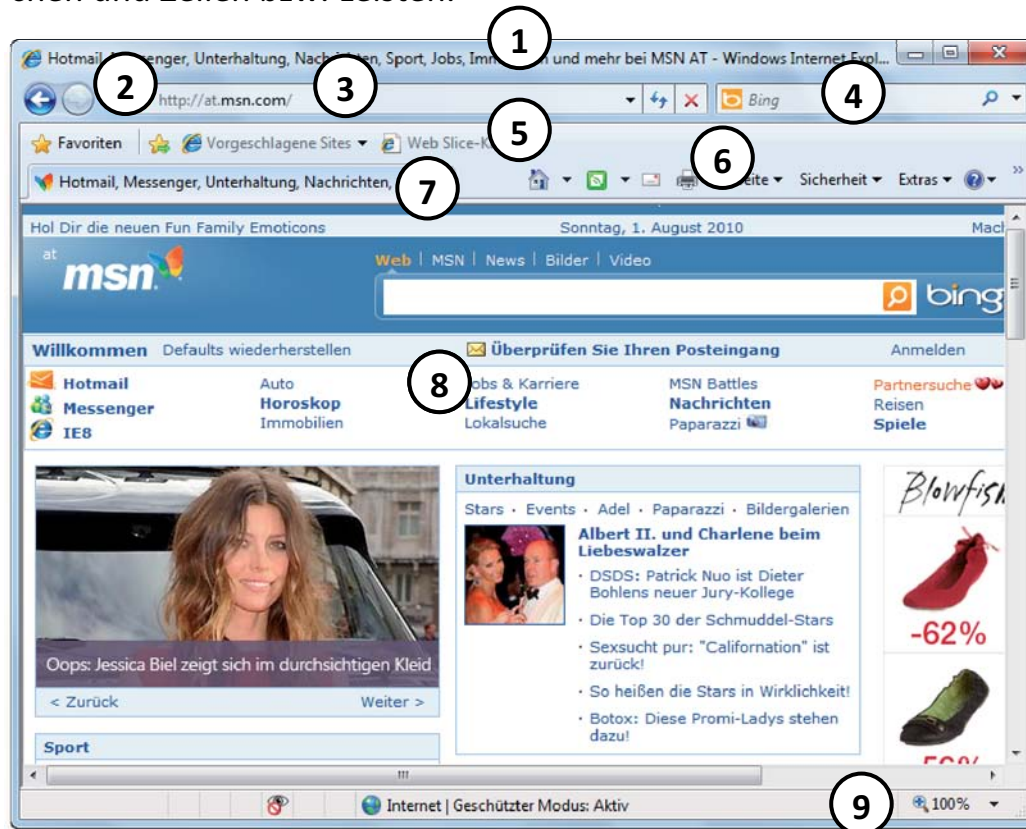 chen und Zeilen bzw. Leisten.
1
Hotmail, Messenger, Unterhaltung, Nachrichten, Sport, Jobs, Imm en und mehr bei MSN AT - Windows Internet Expl...
2
3
4
http://at.msn.com/
Bing
5
Favoriten
Vorgeschlagene Sites
Web Slice-K
6
7
Hotmail, Messenger, Unterhaltung, Nachrichten,
eite
Sicherheit
Extras
Hol Dir die neuen Fun Family Emoticons
Sonntag, 1. August 2010
Mach
at
msn
Web | MSN | News | Bilder | Video
bing
Willkommen
Defaults wiederherstellen
Überprüfen Sie Ihren Posteingang
Anmelden
8
Hotmail
Auto
Jobs & Karriere
MSN Battles
Partnersuche
Messenger
Horoskop
Lifestyle
Nachrichten
Reisen
IE8
Immobilien
Lokalsuche
Paparazzi
Spiele
Oops: Jessica Biel zeigt sich im durchsichtigen Kleid
< Zurück
Weiter >
Sport
Unterhaltung
Stars · Events · Adel · Paparazzi · Bildergalerien
Albert II. und Charlene beim
Liebeswalzer
· DSDS: Patrick Nuo ist Dieter
Bohlens neuer Jury-Kollege
· Die Top 30 der Schmuddel-Stars
· Sexsucht pur: "Californation" ist
zurück!
· So heißen die Stars in Wirklichkeit!
· Botox: Diese Promi-Ladys stehen
dazu!
Blowfish
-62%
-56%
Internet | Geschützter Modus: Aktiv
9
100%